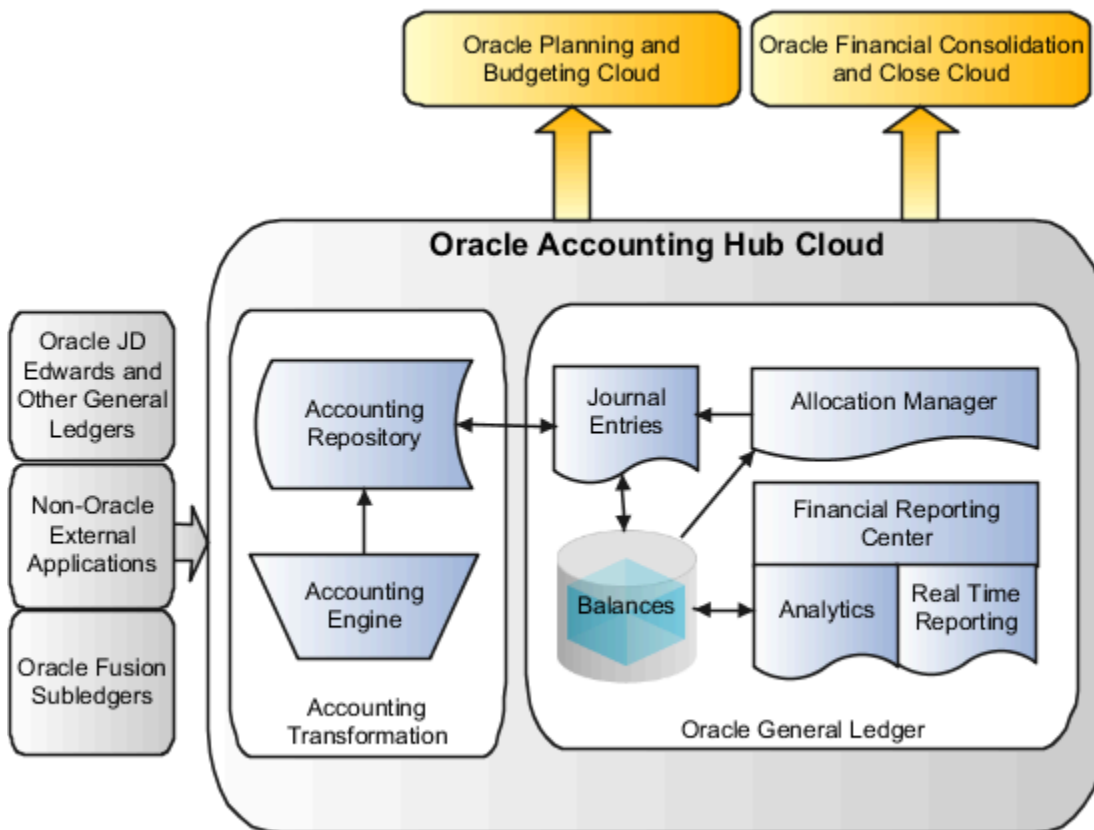 Oracle Planning and
Budgeting Cloud
Oracle Financial Consolidation
and Close Cloud
Oracle Accounting Hub Cloud
Oracle JD
Edwards and
Other General
Ledgers
Non-Oracle
External
Applications
Oracle Fusion
Subledgers
Accounting
Repository
Accounting
Engine
Accounting
Transformation
Journal
Entries
Allocation Manager
Financial Reporting
Center
Balances
Analytics
Real Time
Reporting
Oracle General Ledger